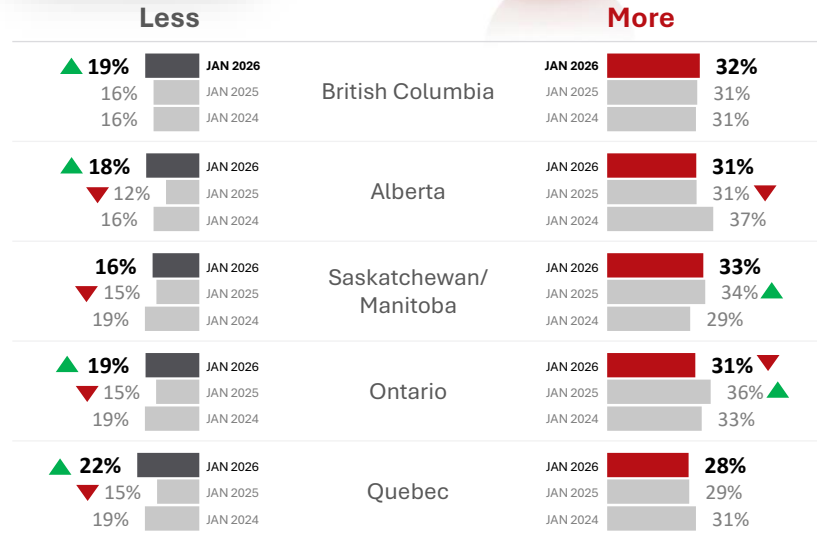 Less More
19% JAN 2026 JAN 2026 32%
16% JAN 2025 British Columbia JAN 2025 31%
16% JAN 2024 JAN 2024 31%
18% JAN 2026 JAN 2026 31%
12% JAN 2025 Alberta JAN 2025 31%
16% JAN 2024 JAN 2024 37%
16% JAN 2026 JAN 2026 33%
15% JAN 2025 Saskatchewan/ JAN 2025 34%
Manitoba
19% JAN 2024 JAN 2024 29%
19% JAN 2026 JAN 2026 31%
15% JAN 2025 Ontario JAN 2025 36%
19% JAN 2024 JAN 2024 33%
22% JAN 2026 JAN 2026 28%
15% JAN 2025 Quebec JAN 2025 29%
19% JAN 2024 JAN 2024 31%